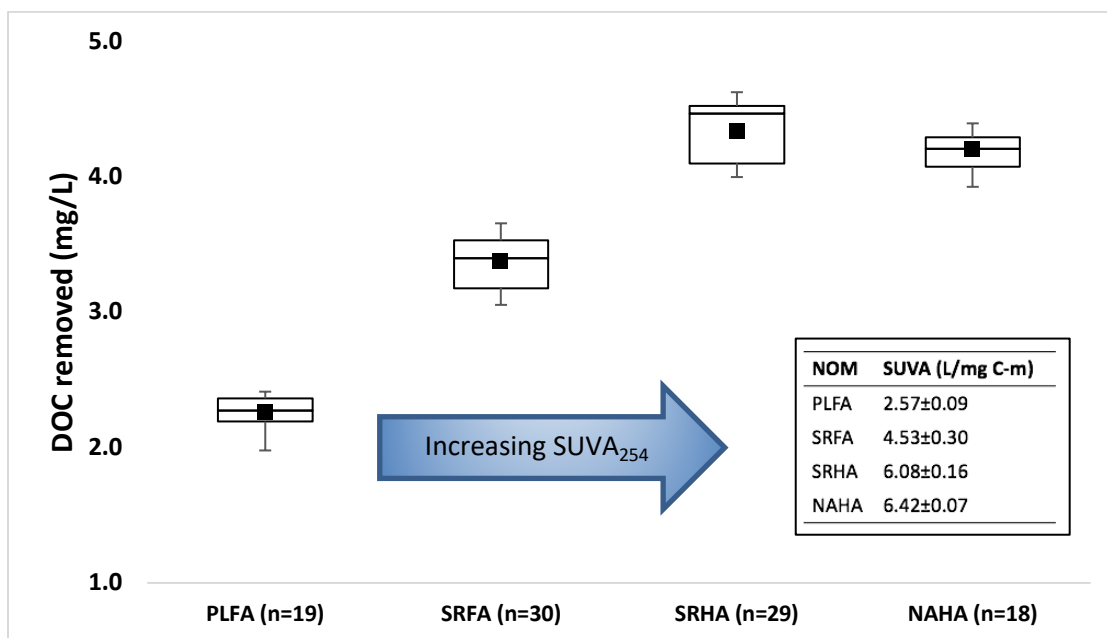 5.0
4.0
3.0
2.0
1.0
DOC removed (mg/L)
Increasing SUVA254
NOM SUVA (L/mg C-m)
PLFA 2.57±0.09
SRFA 4.53±0.30
SRHA 6.08±0.16
NAHA 6.42±0.07
PLFA (n=19) SRFA (n=30) SRHA (n=29) NAHA (n=18)